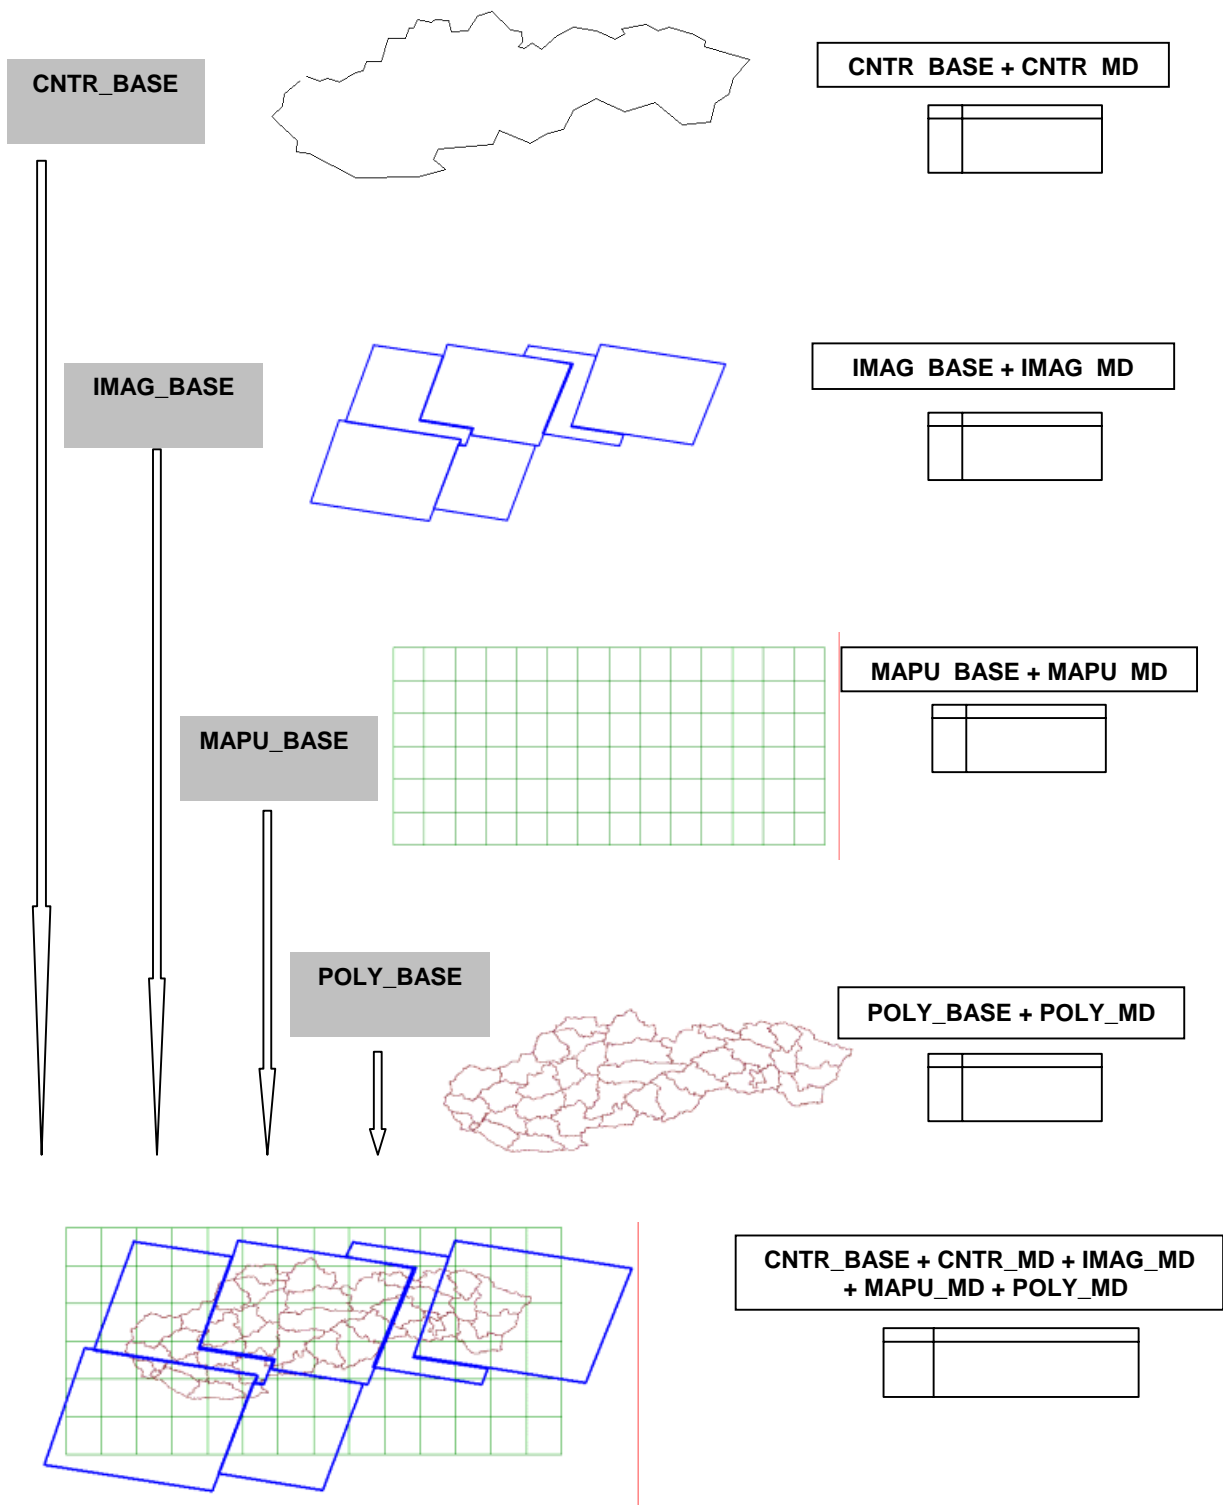 CNTR_BASE
CNTR BASE + CNTR MD
IMAG_BASE
IMAG BASE + IMAG MD
MAPU_BASE
MAPU BASE + MAPU MD
POLY_BASE
POLY_BASE + POLY_MD
CNTR_BASE + CNTR_MD + IMAG_MD
+ MAPU_MD + POLY_MD